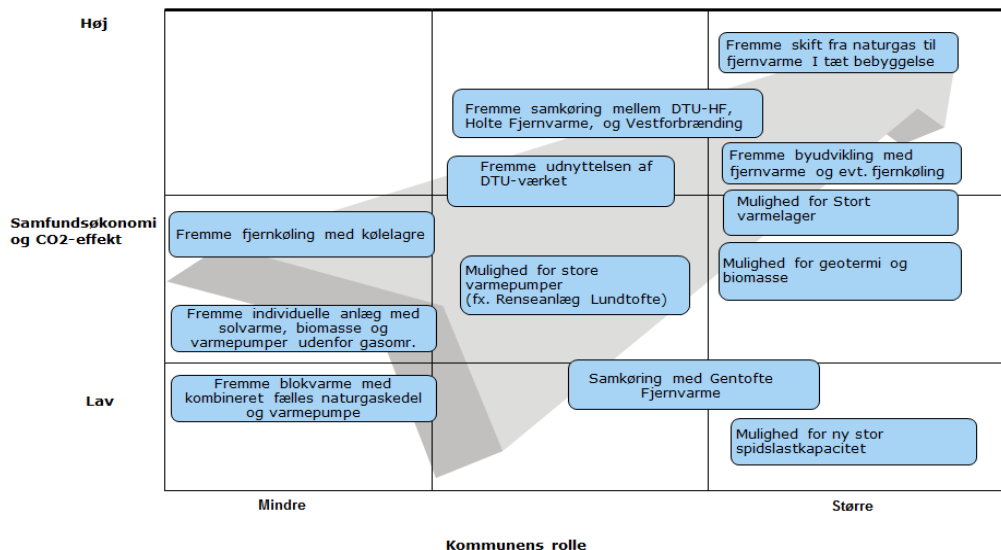 Høj
Fremme skift fra naturgas til
fjernvarme I tæt bebyggelse
Fremme samkøring mellem DTU-HF,
Holte Fjernvarme, og Vestforbrænding
Fremme udnyttelsen af
DTU-værket
Fremme byudvikling med
fjernvarme og evt. fjernkøling
Samfundsøkonomi
og CO2-effekt
Fremme fjernkøling med kølelagre
Mulighed for Stort
varmelager
Mulighed for store
varmepumper
(fx. Renseanlæg Lundtofte)
Mulighed for geotermi og
biomasse
Fremme individuelle anlæg med
solvarme, biomasse og
varmepumper udenfor gasomr.
Lav
Fremme blokvarme med
kombineret fælles naturgaskedel
og varmepumpe
Samkøring med Gentofte
Fjernvarme
Mulighed for ny stor
spidslastkapacitet
Mindre
Større
Kommunens rolle